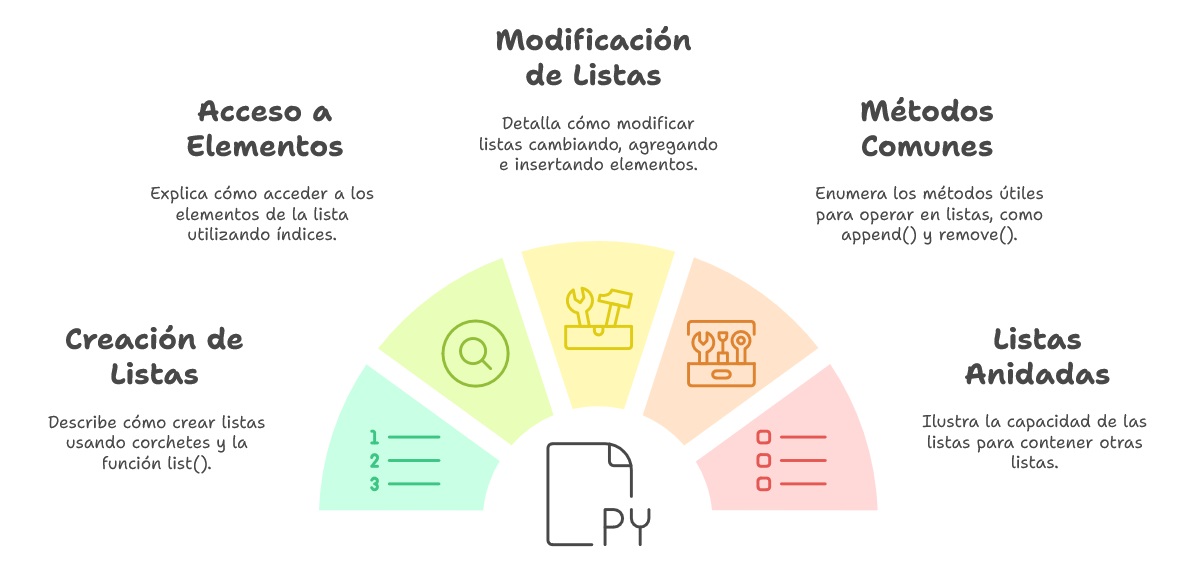 Modificación
de Listas
Detalla cómo modificar
listas cambiando, agregando
e insertando elementos.
Acceso a
Elementos
Explica cómo acceder a los
elementos de la lista
utilizando índices.
Métodos
Comunes
Enumera los métodos útiles
para operar en listas, como
append() y remove().
Creación de
Listas
Describe cómo crear listas
usando corchetes y la
función list().
Listas
Anidadas
Ilustra la capacidad de las
listas para contener otras
listas.
1
2
3
PY